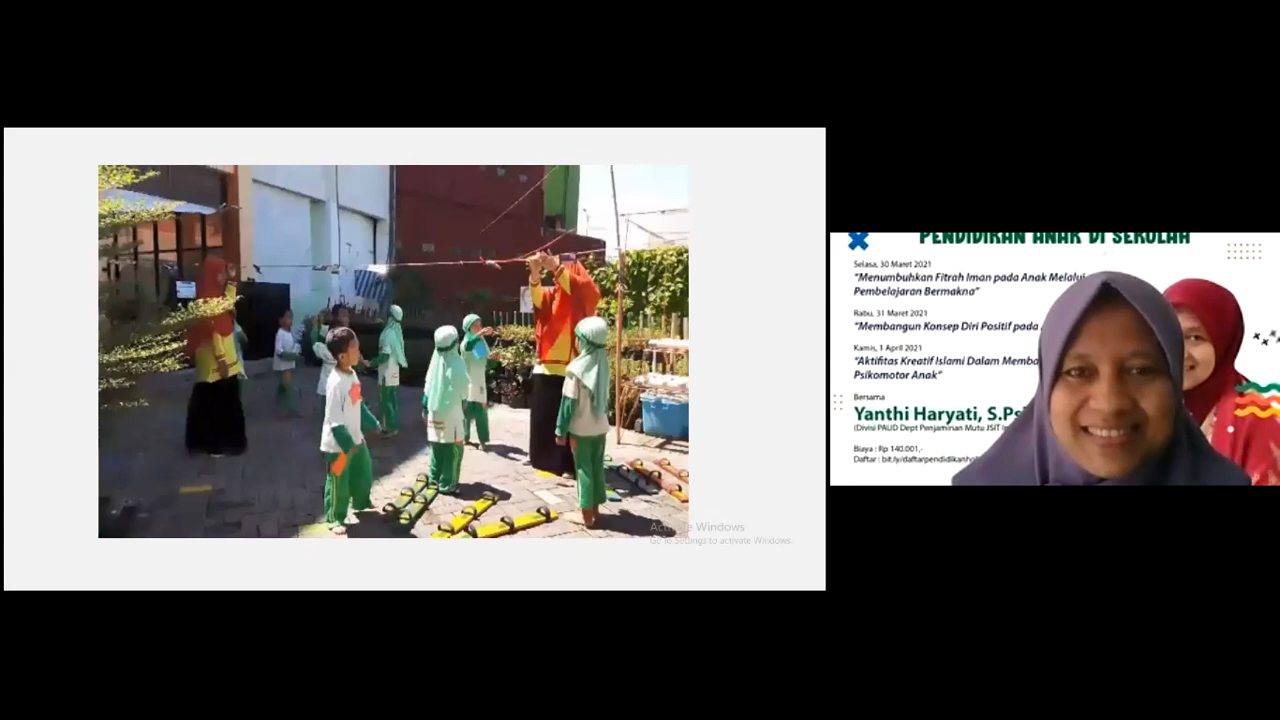 PENDIDIKAN ANAK DI SEKOLAH
Selasa, 30 Maret 2021
"Menumbuhkan Fitrah Iman pada Anak Melalui
Pembelajaran Bermakna"
Rabu, 31 Maret 2021
"Membangun Konsep Diri Positif pada
Kamis, 1 April 2021
"Aktifitas Kreatif Islami Dalam Memba
Psikomotor Anak"
Bersama
Yanthi Haryati, S.Psi
(Divisi PAUD Dept Penjaminan Mutu JSIT
Biaya : Rp 140.001,-
Daftar : bit.ly/daftarpendidikanhol
Activate Windows
Go to Settings to activate Windows.